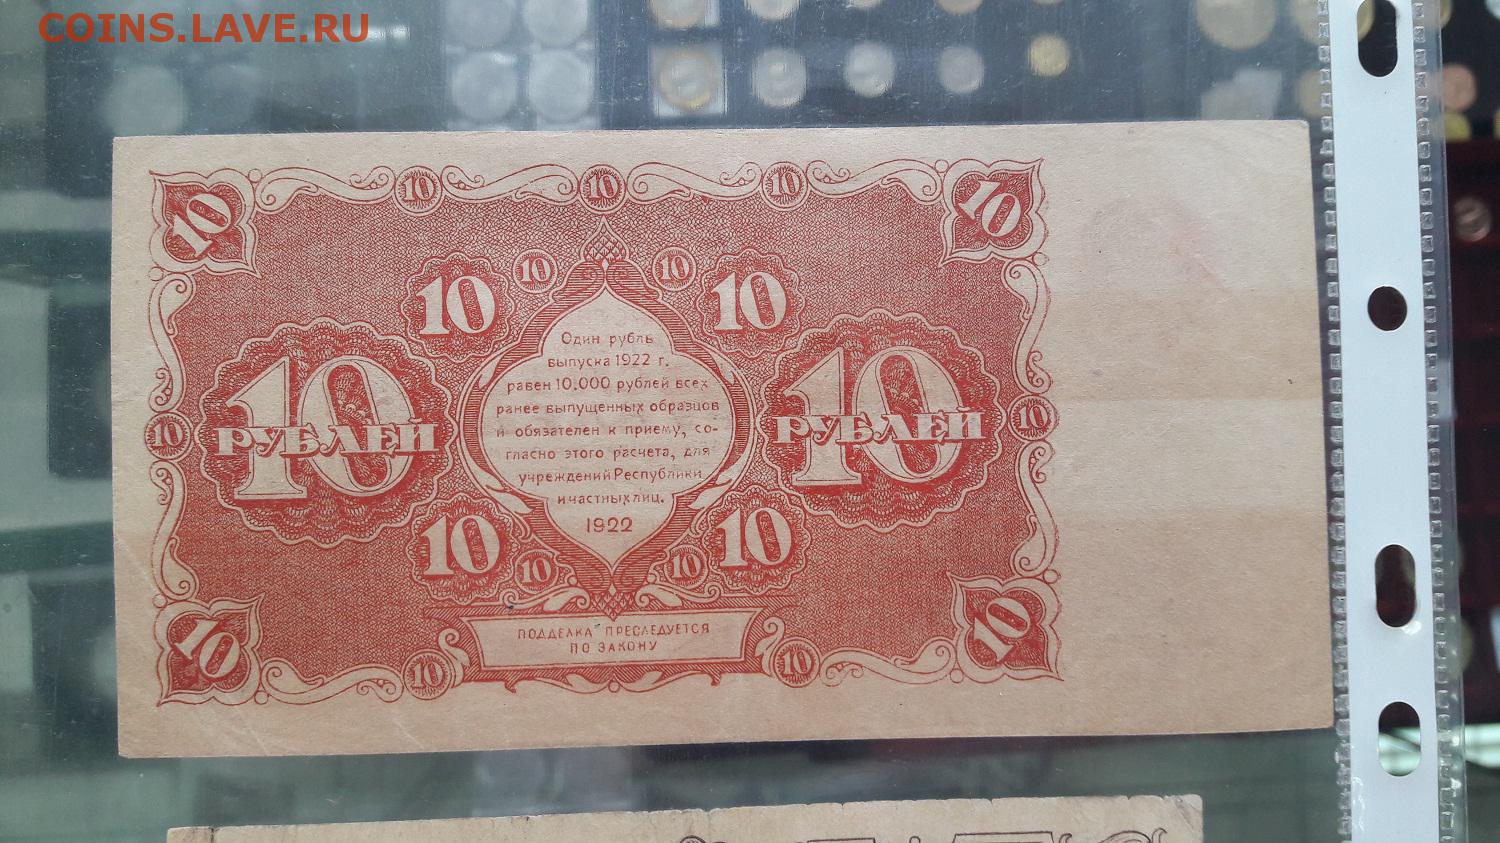 COINS.LAVE.RU
10 10 10 10 10
10 10 10 10
Один рубль
выпуска 1922 г.
равен 10.000 рублей всех
ранее выпущенных образцов
и обязателен к приему, со-
гласно этого расчета, для
учреждений Республики
и частных лиц.
1922
10 РУБЛЕЙ
10 РУБЛЕЙ
10 10
10 10 10 10
ПОДДЕЛКА ПРЕСЛЕДУЕТСЯ
ПО ЗАКОНУ
10 10 10 10